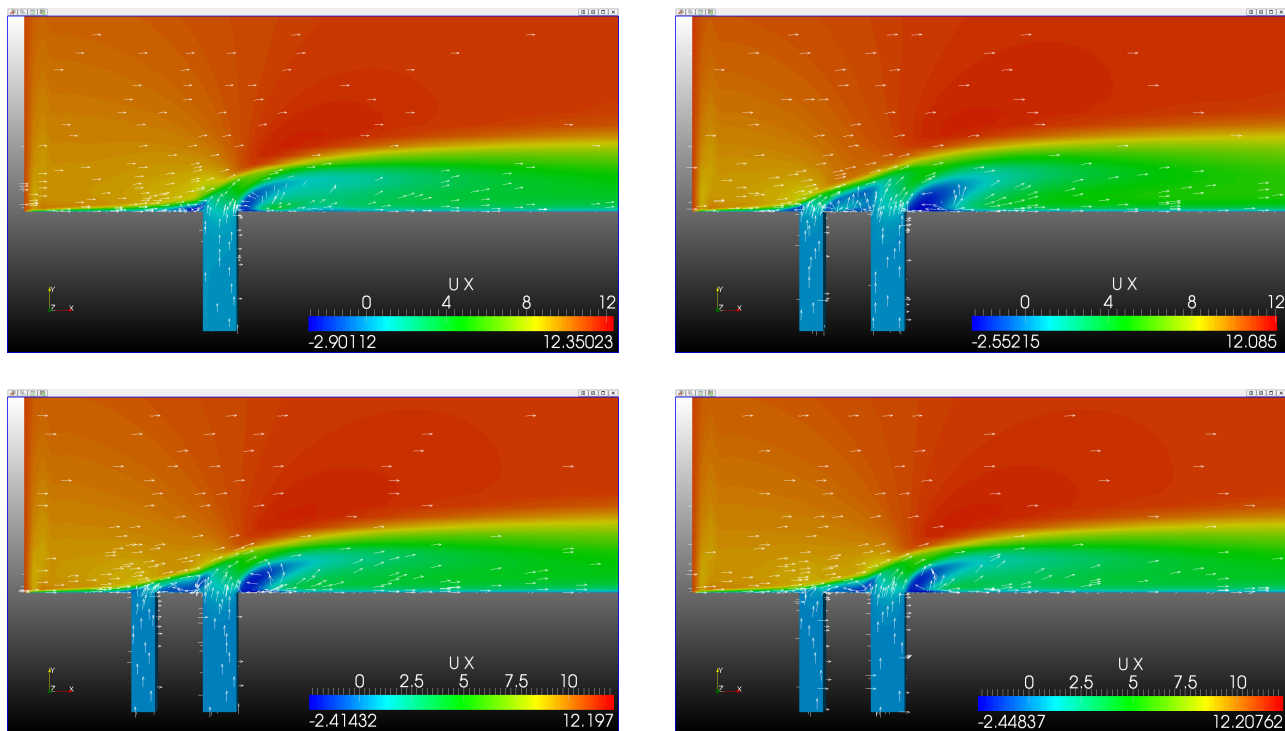 U X
0 4 8 12
-2.90112 12.35023
Y
Z X
U X
0 4 8 12
-2.55215 12.085
Y
Z X
U X
0 2.5 5 7.5 10
-2.41432 12.197
Y
Z X
U X
0 2.5 5 7.5 10
-2.44837 12.20762
Y
Z X